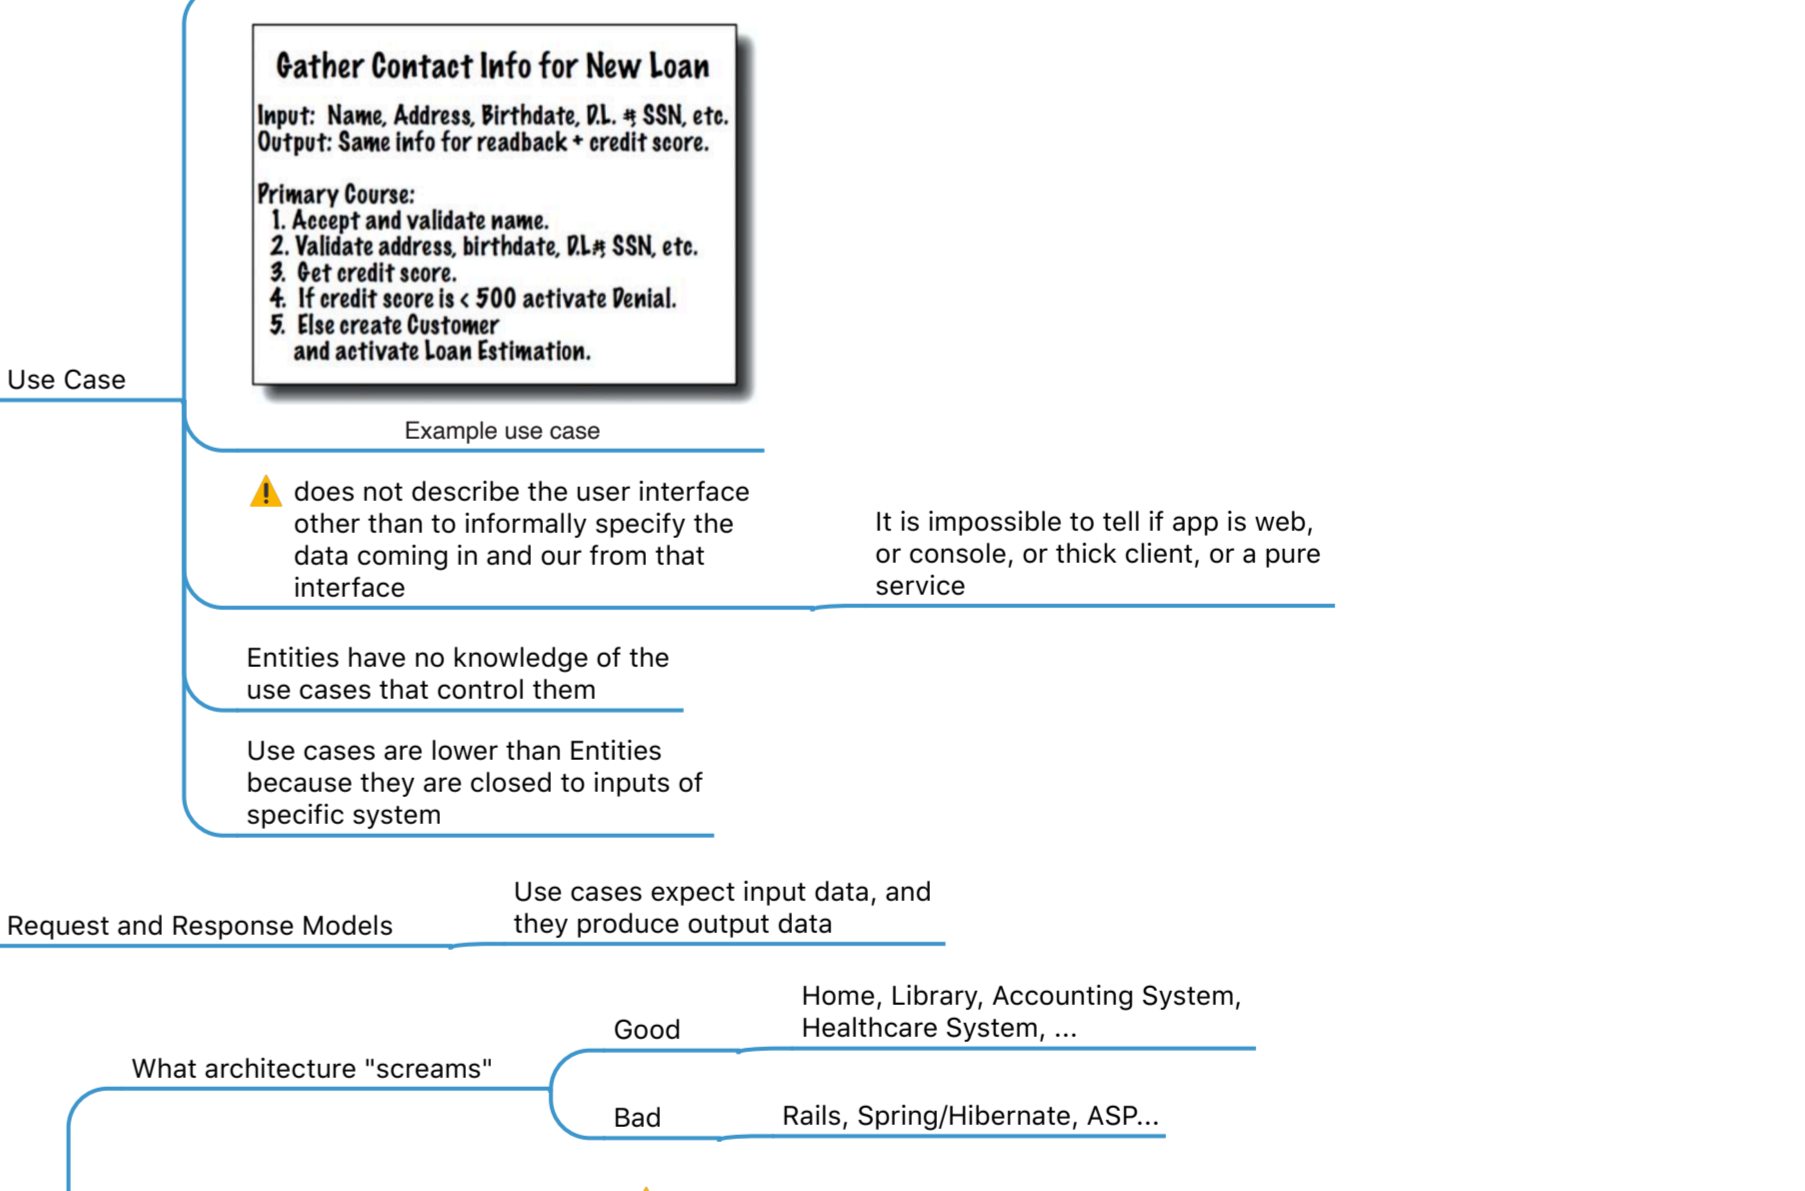 Gather Contact Info for New Loan
Input: Name, Address, Birthdate, D.L. #, SSN, etc.
Output: Same info for readback + credit score.
Primary Course:
1. Accept and validate name.
2. Validate address, birthdate, D.L.#, SSN, etc.
3. Get credit score.
4. If credit score is < 500 activate Denial.
5. Else create Customer
and activate Loan Estimation.
Use Case
Example use case
does not describe the user interface
other than to informally specify the
data coming in and our from that
interface
It is impossible to tell if app is web,
or console, or thick client, or a pure
service
Entities have no knowledge of the
use cases that control them
Use cases are lower than Entities
because they are closed to inputs of
specific system
Request and Response Models
Use cases expect input data, and
they produce output data
What architecture "screams"
Good
Home, Library, Accounting System,
Healthcare System, ...
Bad
Rails, Spring/Hibernate, ASP...